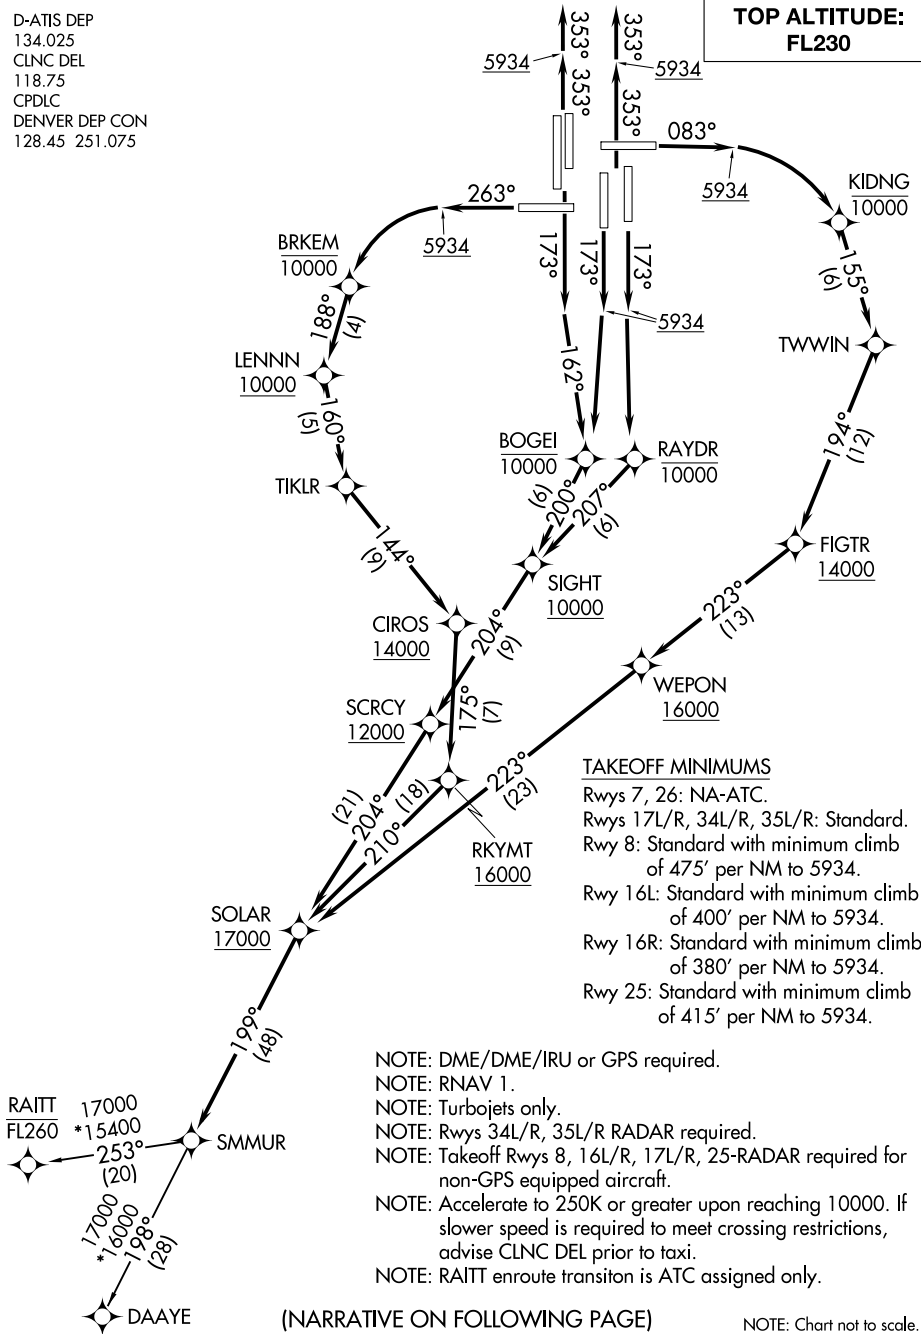 D-ATIS DEP
134.025
CLNC DEL
118.75
CPDLC
DENVER DEP CON
128.45 251.075
TOP ALTITUDE:
FL230
353°
353°
5934
5934
353°
353°
083°
5934
KIDNG
10000
263°
5934
BRKEM
10000
173°
173°
173°
155°
(6)
188°
(4)
5934
TWWIN
LENNN
10000
160°
(5)
162°
194°
(12)
BOGEI
10000
RAYDR
10000
TIKLR
200°
(6)
207°
(6)
144°
(9)
FIGTR
14000
SIGHT
10000
223°
(13)
CIROS
14000
204°
(9)
WEPON
16000
SCRCY
12000
175°
(7)
223°
(23)
204°
(21)
210°
(18)
RKYMT
16000
TAKEOFF MINIMUMS
Rwys 7, 26: NA-ATC.
Rwys 17L/R, 34L/R, 35L/R: Standard.
Rwy 8: Standard with minimum climb
of 475' per NM to 5934.
Rwy 16L: Standard with minimum climb
of 400' per NM to 5934.
Rwy 16R: Standard with minimum climb
of 380' per NM to 5934.
Rwy 25: Standard with minimum climb
of 415' per NM to 5934.
SOLAR
17000
199°
(48)
NOTE: DME/DME/IRU or GPS required.
NOTE: RNAV 1.
NOTE: Turbojets only.
NOTE: Rwys 34L/R, 35L/R RADAR required.
NOTE: Takeoff Rwys 8, 16L/R, 17L/R, 25-RADAR required for
non-GPS equipped aircraft.
NOTE: Accelerate to 250K or greater upon reaching 10000. If
slower speed is required to meet crossing restrictions,
advise CLNC DEL prior to taxi.
NOTE: RAITT enroute transiton is ATC assigned only.
RAITT
FL260
17000
*15400
253°
(20)
SMMUR
17000
*16000
198°
(28)
DAAYE
(NARRATIVE ON FOLLOWING PAGE)
NOTE: Chart not to scale.